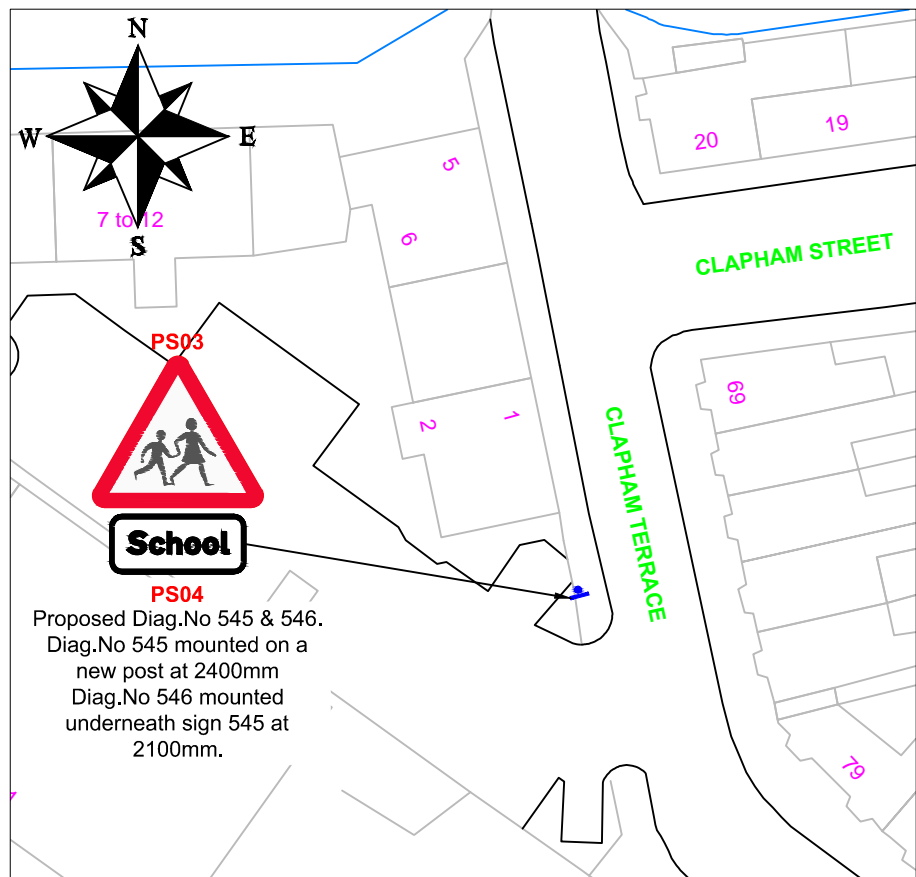 N
W
E
S
7 to 12
5
6
20
19
CLAPHAM STREET
PS03
School
PS04
Proposed Diag.No 545 & 546.
Diag.No 545 mounted on a
new post at 2400mm
Diag.No 546 mounted
underneath sign 545 at
2100mm.
2
1
69
CLAPHAM TERRACE
79